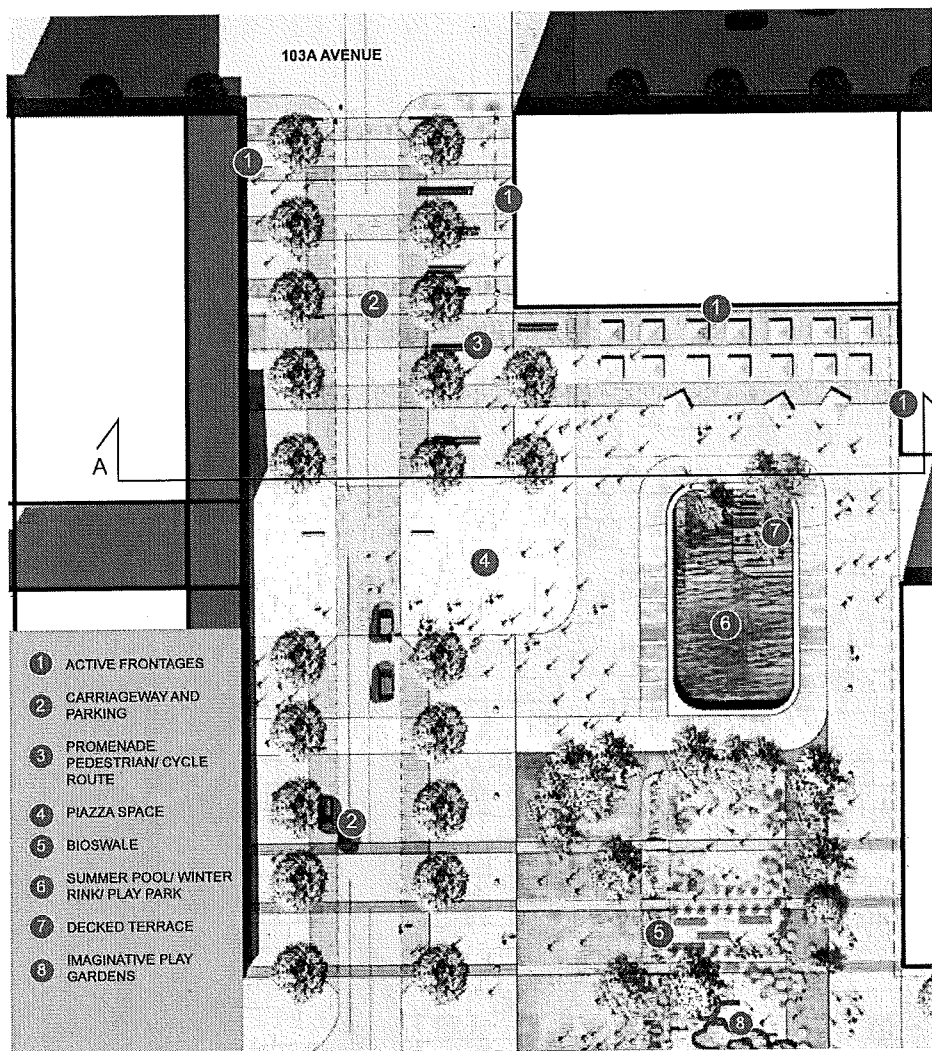 103A AVENUE
1
1
1
2
3
1
A
7
4
6
2
5
8
1 ACTIVE FRONTAGES
2 CARRIAGEWAY AND
PARKING
3 PROMENADE
PEDESTRIAN/ CYCLE
ROUTE
4 PIAZZA SPACE
5 BIOSWALE
6 SUMMER POOL/ WINTER
RINK/ PLAY PARK
7 DECKED TERRACE
8 IMAGINATIVE PLAY
GARDENS